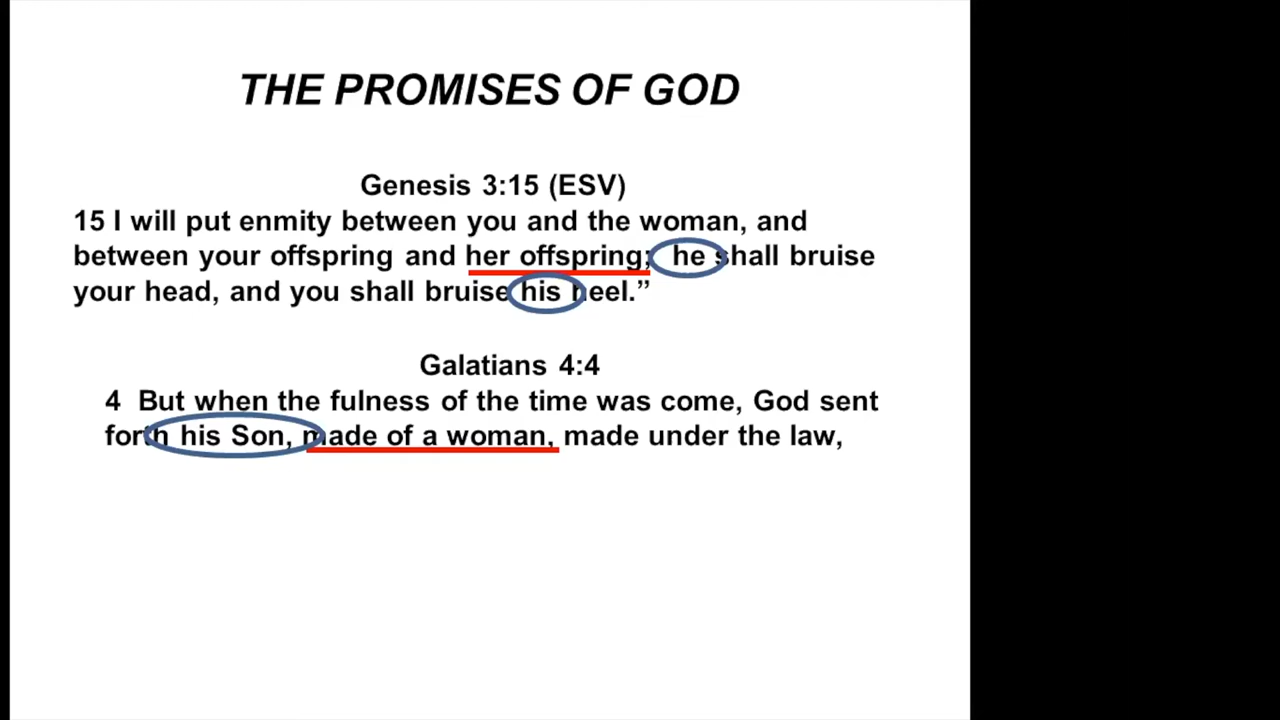 THE PROMISES OF GOD
Genesis 3:15 (ESV)
15 I will put enmity between you and the woman, and
between your offspring and her offspring; he shall bruise
your head, and you shall bruise his heel.”
Galatians 4:4
4 But when the fulness of the time was come, God sent
forth his Son, made of a woman, made under the law,